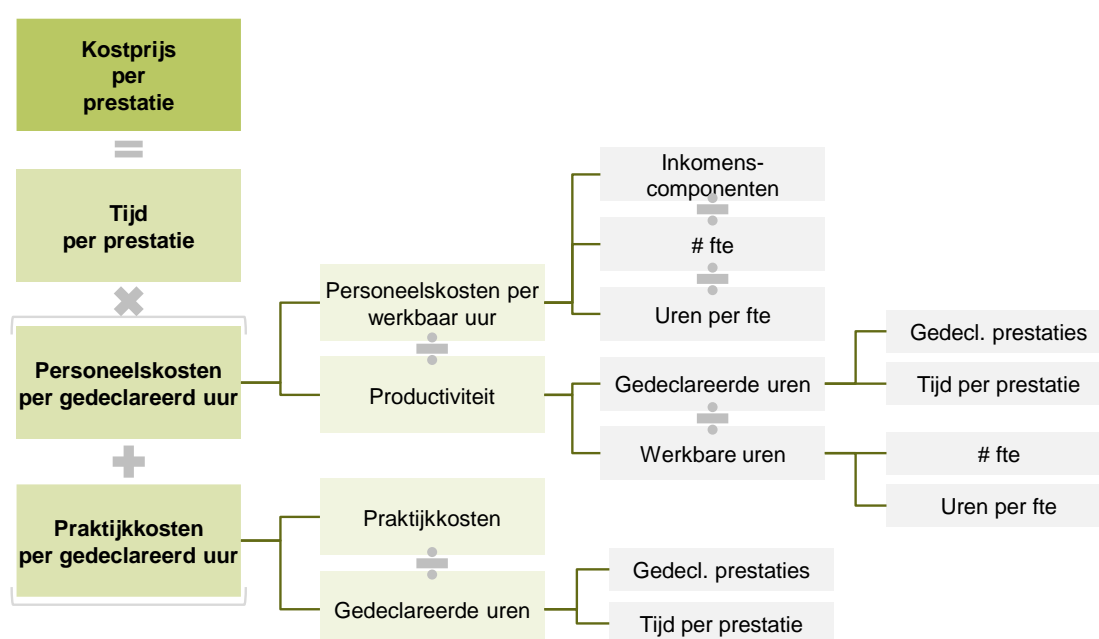 Kostprijs
per
prestatie
=
Tijd
per prestatie
×
Personeelskosten
per gedeclareerd uur
+
Praktijkkosten
per gedeclareerd uur
Personeelskosten per
werkbaar uur
÷
Productiviteit
Praktijkkosten
÷
Gedeclareerde uren
Inkomens-
componenten
÷
# fte
÷
Uren per fte
Gedeclareerde uren
÷
Werkbare uren
Gedecl. prestaties
Tijd per prestatie
Gedecl. prestaties
Tijd per prestatie
# fte
Uren per fte